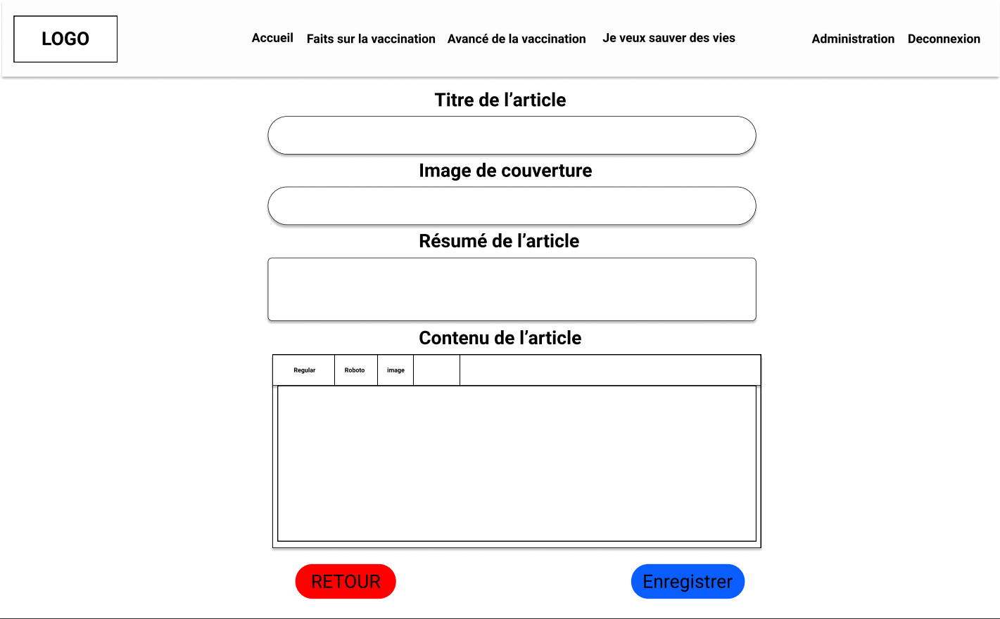 LOGO
Accueil Faits sur la vaccination Avancé de la vaccination Je veux sauver des vies Administration Deconnexion
Titre de l’article
Image de couverture
Résumé de l’article
Contenu de l’article
Regular Roboto image
RETOUR Enregistrer